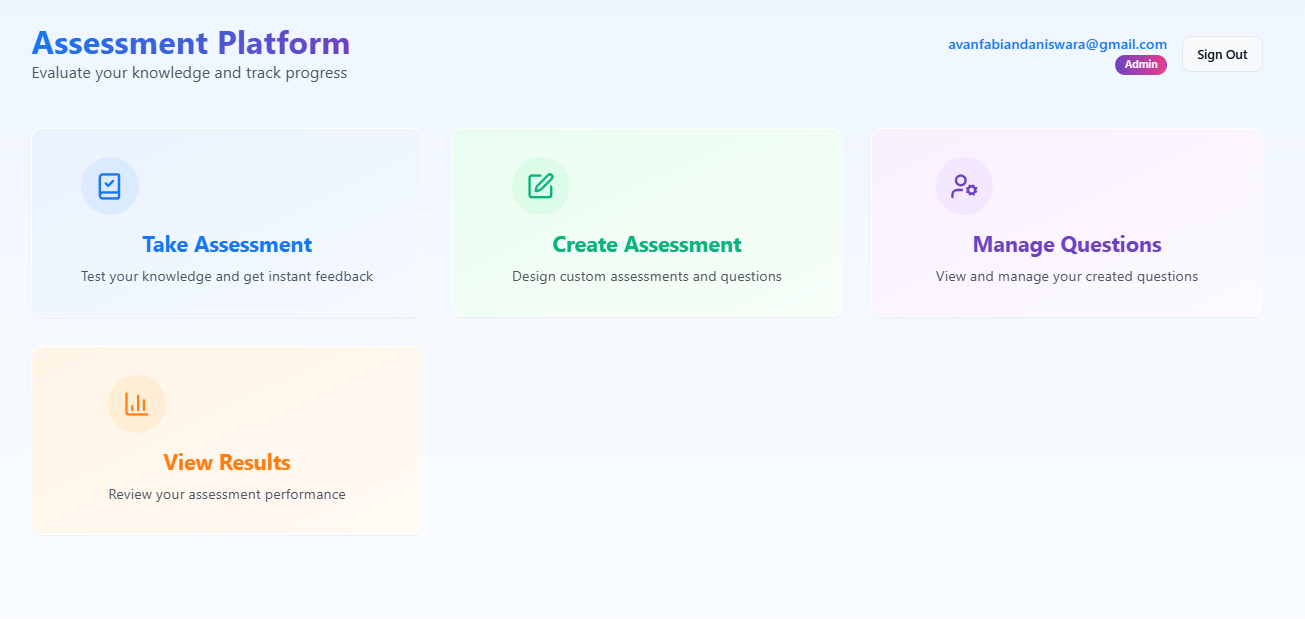 Assessment Platform
Evaluate your knowledge and track progress
avanfabiandaniswara@gmail.com
Admin
Sign Out
Take Assessment
Test your knowledge and get instant feedback
Create Assessment
Design custom assessments and questions
Manage Questions
View and manage your created questions
View Results
Review your assessment performance